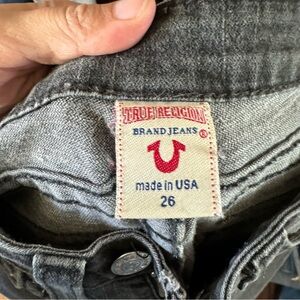 TRUE RELIGION
BRAND JEANS ®
made in USA
26